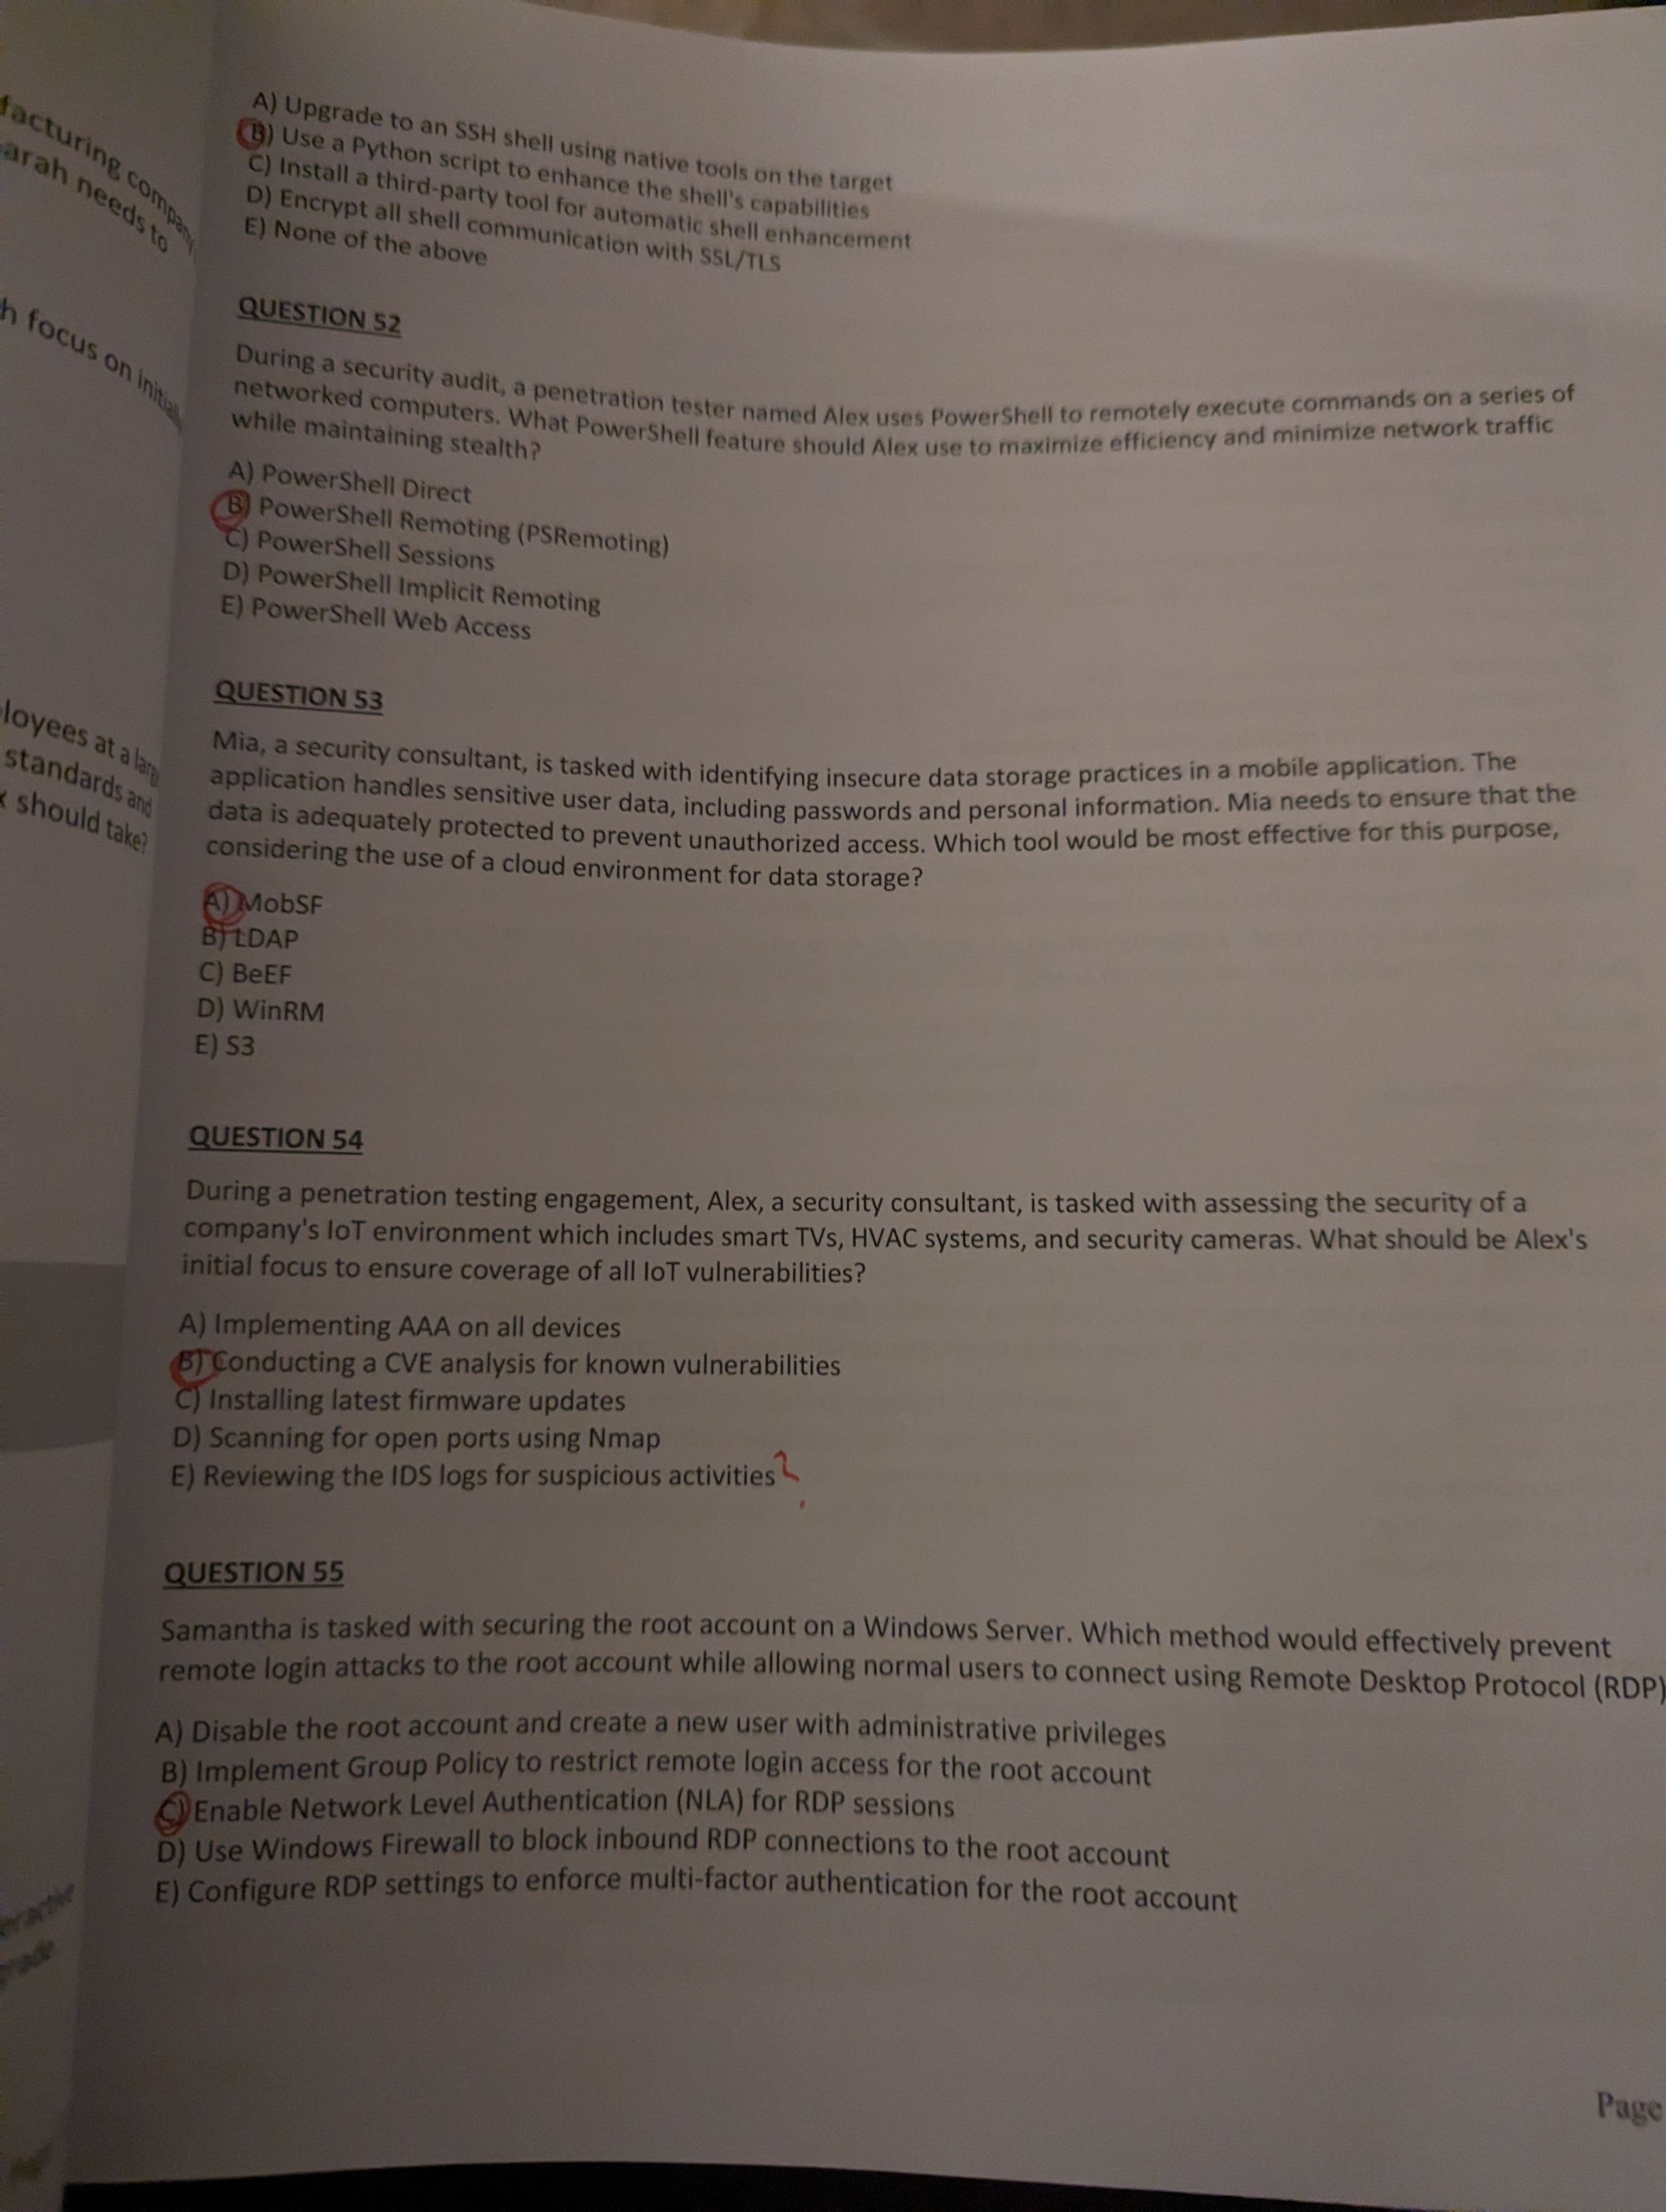 facturing company
arah needs to
h focus on initial
loyees at a larg
standards and
should take?
A) Upgrade to an SSH shell using native tools on the target
B) Use a Python script to enhance the shell's capabilities
C) Install a third-party tool for automatic shell enhancement
D) Encrypt all shell communication with SSL/TLS
E) None of the above
QUESTION 52
During a security audit, a penetration tester named Alex uses PowerShell to remotely execute commands on a series of
networked computers. What PowerShell feature should Alex use to maximize efficiency and minimize network traffic
while maintaining stealth?
A) PowerShell Direct
B) PowerShell Remoting (PSRemoting)
C) PowerShell Sessions
D) PowerShell Implicit Remoting
E) PowerShell Web Access
QUESTION 53
Mia, a security consultant, is tasked with identifying insecure data storage practices in a mobile application. The
application handles sensitive user data, including passwords and personal information. Mia needs to ensure that the
data is adequately protected to prevent unauthorized access. Which tool would be most effective for this purpose,
considering the use of a cloud environment for data storage?
A) MobSF
B) LDAP
C) BeEF
D) WinRM
E) S3
QUESTION 54
During a penetration testing engagement, Alex, a security consultant, is tasked with assessing the security of a
company's IoT environment which includes smart TVs, HVAC systems, and security cameras. What should be Alex's
initial focus to ensure coverage of all IoT vulnerabilities?
A) Implementing AAA on all devices
B) Conducting a CVE analysis for known vulnerabilities
C) Installing latest firmware updates
D) Scanning for open ports using Nmap
E) Reviewing the IDS logs for suspicious activities ?
QUESTION 55
Samantha is tasked with securing the root account on a Windows Server. Which method would effectively prevent
remote login attacks to the root account while allowing normal users to connect using Remote Desktop Protocol (RDP)
A) Disable the root account and create a new user with administrative privileges
B) Implement Group Policy to restrict remote login access for the root account
C) Enable Network Level Authentication (NLA) for RDP sessions
D) Use Windows Firewall to block inbound RDP connections to the root account
E) Configure RDP settings to enforce multi-factor authentication for the root account
Page